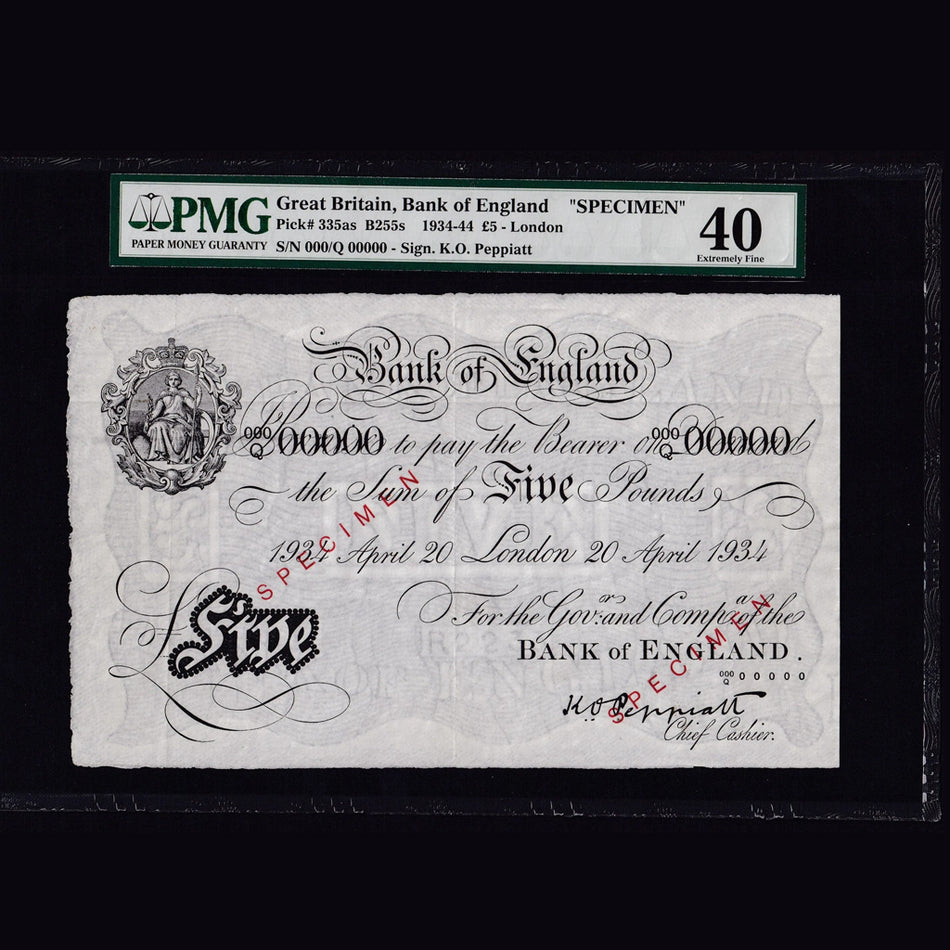 PMG
PAPER MONEY GUARANTY
Great Britain, Bank of England "SPECIMEN"
Pick# 335as B255s 1934-44 £5 - London
S/N 000/Q 00000 - Sign. K.O. Peppiatt
40
Extremely Fine
Bank of England
000/Q 00000 to pay the Bearer on Demand 000/Q 00000
the Sum of Five Pounds
1934 April 20 London 20 April 1934
SPECIMEN
For the Govr. and Compa. of the
BANK of ENGLAND.
£ Five
000/Q 00000
SPECIMEN
K.O. Peppiatt
Chief Cashier.